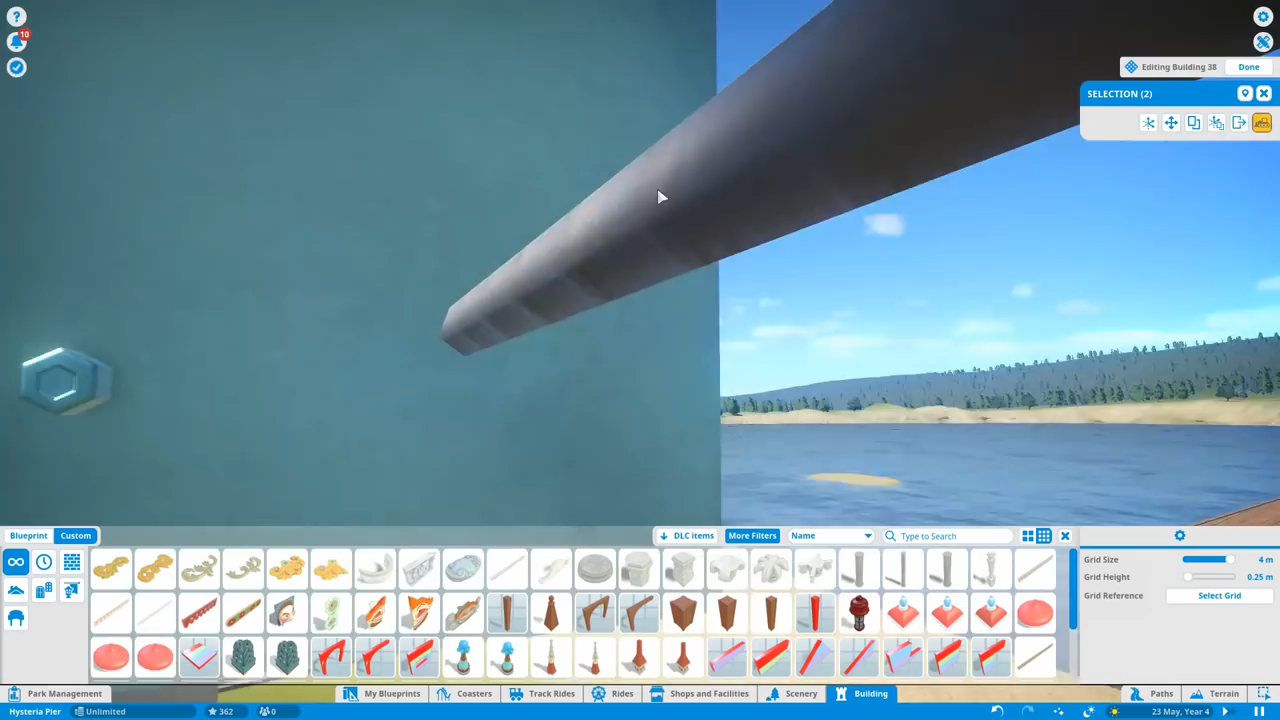 ?
10
Editing Building 38 Done
SELECTION (2)
Blueprint Custom
DLC items More Filters Name Type to Search
Grid Size 4 m
Grid Height 0.25 m
Grid Reference Select Grid
Park Management My Blueprints Coasters Track Rides Rides Shops and Facilities Scenery Building Paths Terrain
Hysteria Pier Unlimited 362 0 23 May, Year 4